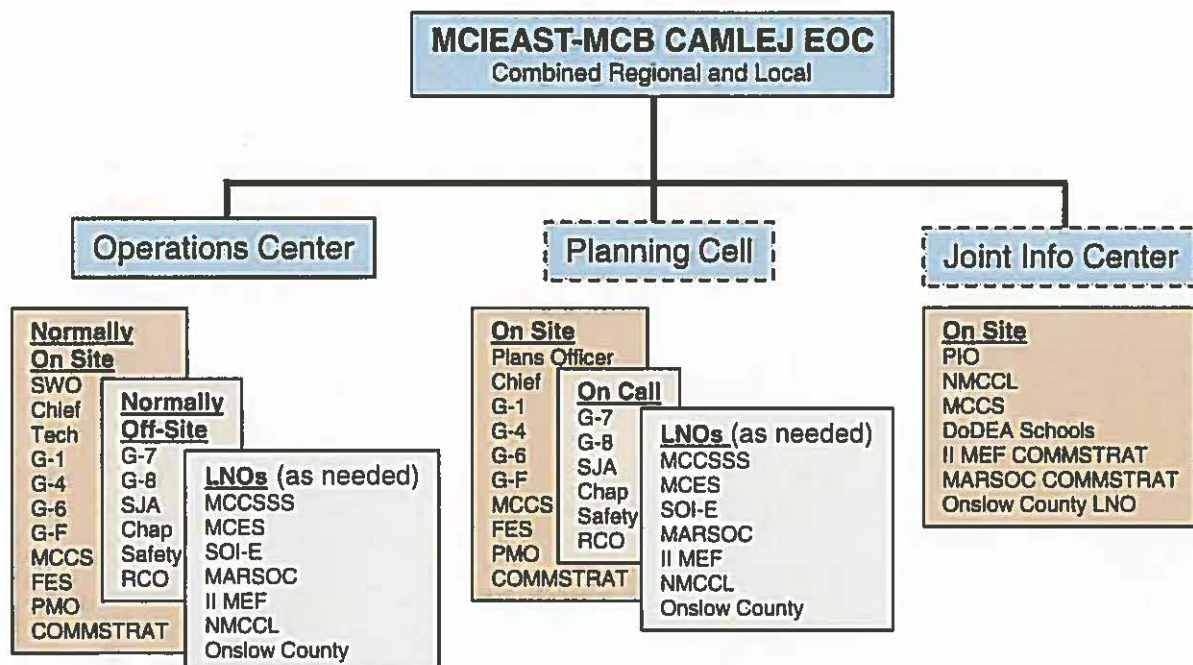 MCIEAST-MCB CAMLEJ EOC
Combined Regional and Local
Operations Center
Normally
On Site
SWO
Chief
Tech
G-1
G-4
G-6
G-F
MCCS
FES
PMO
COMMSTRAT
Normally
Off-Site
G-7
G-8
SJA
Chap
Safety
RCO
LNOs (as needed)
MCCSSS
MCES
SOI-E
MARSOC
II MEF
NMCCL
Onslow County
Planning Cell
On Site
Plans Officer
Chief
G-1
G-4
G-6
G-F
MCCS
FES
PMO
COMMSTRAT
On Call
G-7
G-8
SJA
Chap
Safety
RCO
LNOs (as needed)
MCCSSS
MCES
SOI-E
MARSOC
II MEF
NMCCL
Onslow County
Joint Info Center
On Site
PIO
NMCCL
MCCS
DoDEA Schools
II MEF COMMSTRAT
MARSOC COMMSTRAT
Onslow County LNO